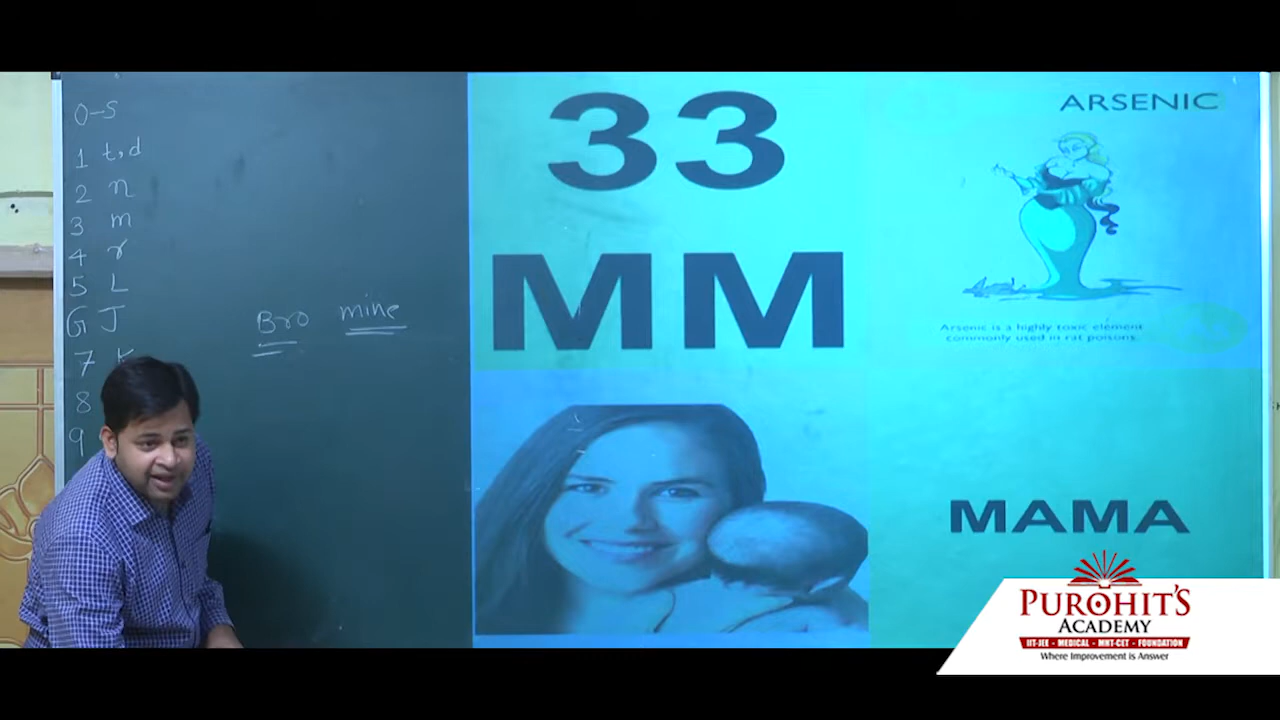 0-S
1 t,d
2 n
3 m
4 r
5 L
6 J
7 K
8
9
Bro mine
33
MM
ARSENIC
Arsenic is a highly toxic element
commonly used in rat poisons.
MAMA
PUROHIT'S
ACADEMY
IIT-JEE - MEDICAL - MHT-CET - FOUNDATION
Where Improvement is Answer